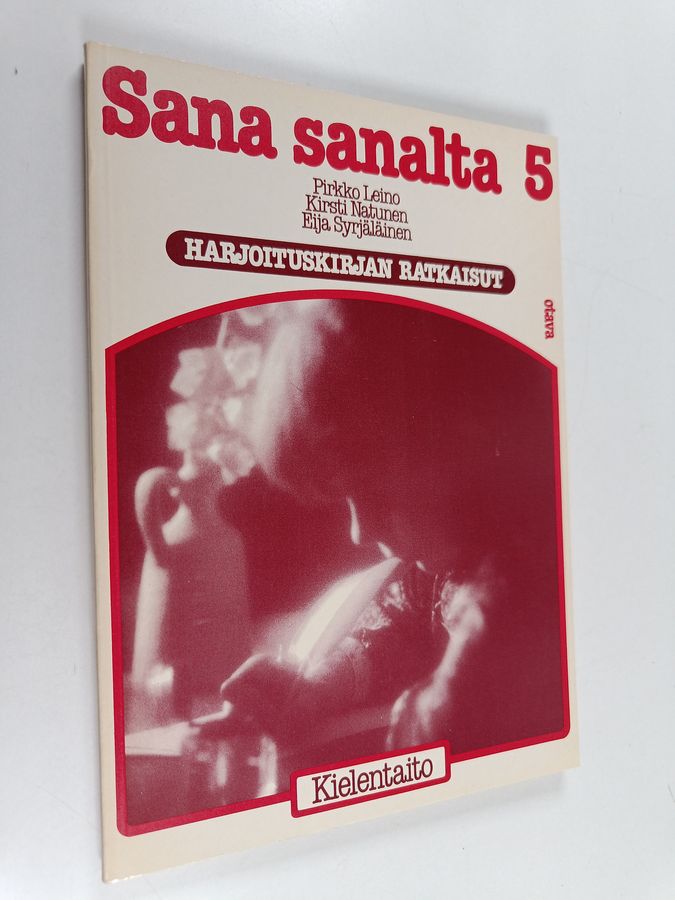 Sana sanalta 5
Pirkko Leino
Kirsti Natunen
Eija Syrjäläinen
HARJOITUSKIRJAN RATKAISUT
otava
Kielentaito